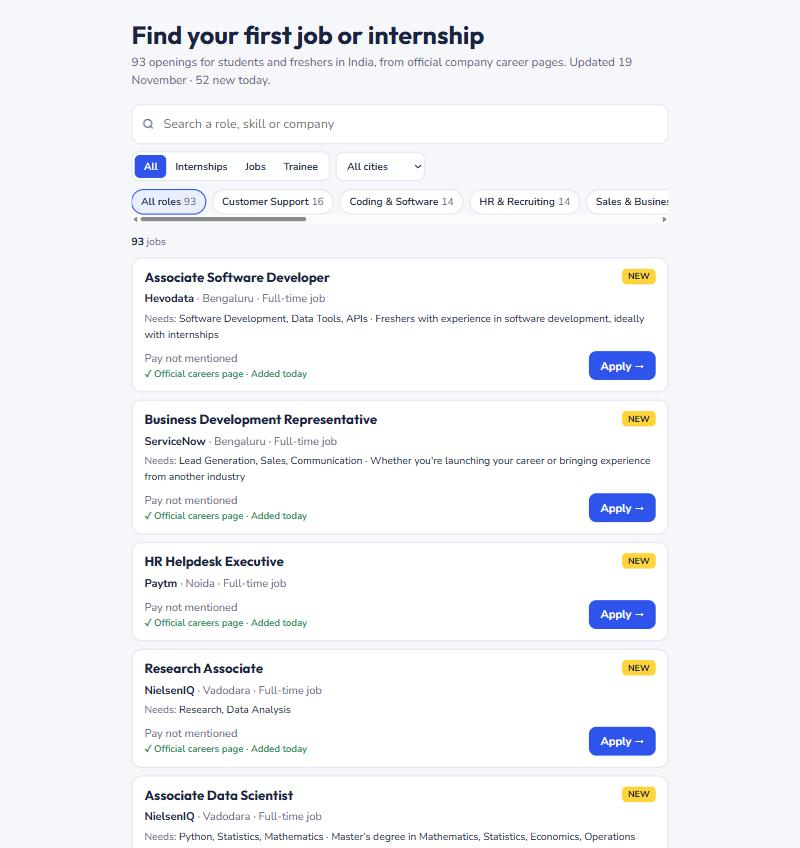 Find your first job or internship
93 openings for students and freshers in India, from official company career pages. Updated 19
November · 52 new today.
Search a role, skill or company
All Internships Jobs Trainee All cities
All roles 93 Customer Support 16 Coding & Software 14 HR & Recruiting 14 Sales & Busines
93 jobs
Associate Software Developer NEW
Hevodata · Bengaluru · Full-time job
Needs: Software Development, Data Tools, APIs · Freshers with experience in software development, ideally
with internships
Pay not mentioned
✓ Official careers page · Added today
Apply →
Business Development Representative NEW
ServiceNow · Bengaluru · Full-time job
Needs: Lead Generation, Sales, Communication · Whether you're launching your career or bringing experience
from another industry
Pay not mentioned
✓ Official careers page · Added today
Apply →
HR Helpdesk Executive NEW
Paytm · Noida · Full-time job
Pay not mentioned
✓ Official careers page · Added today
Apply →
Research Associate NEW
NielsenIQ · Vadodara · Full-time job
Needs: Research, Data Analysis
Pay not mentioned
✓ Official careers page · Added today
Apply →
Associate Data Scientist NEW
NielsenIQ · Vadodara · Full-time job
Needs: Python, Statistics, Mathematics · Master's degree in Mathematics, Statistics, Economics, Operations